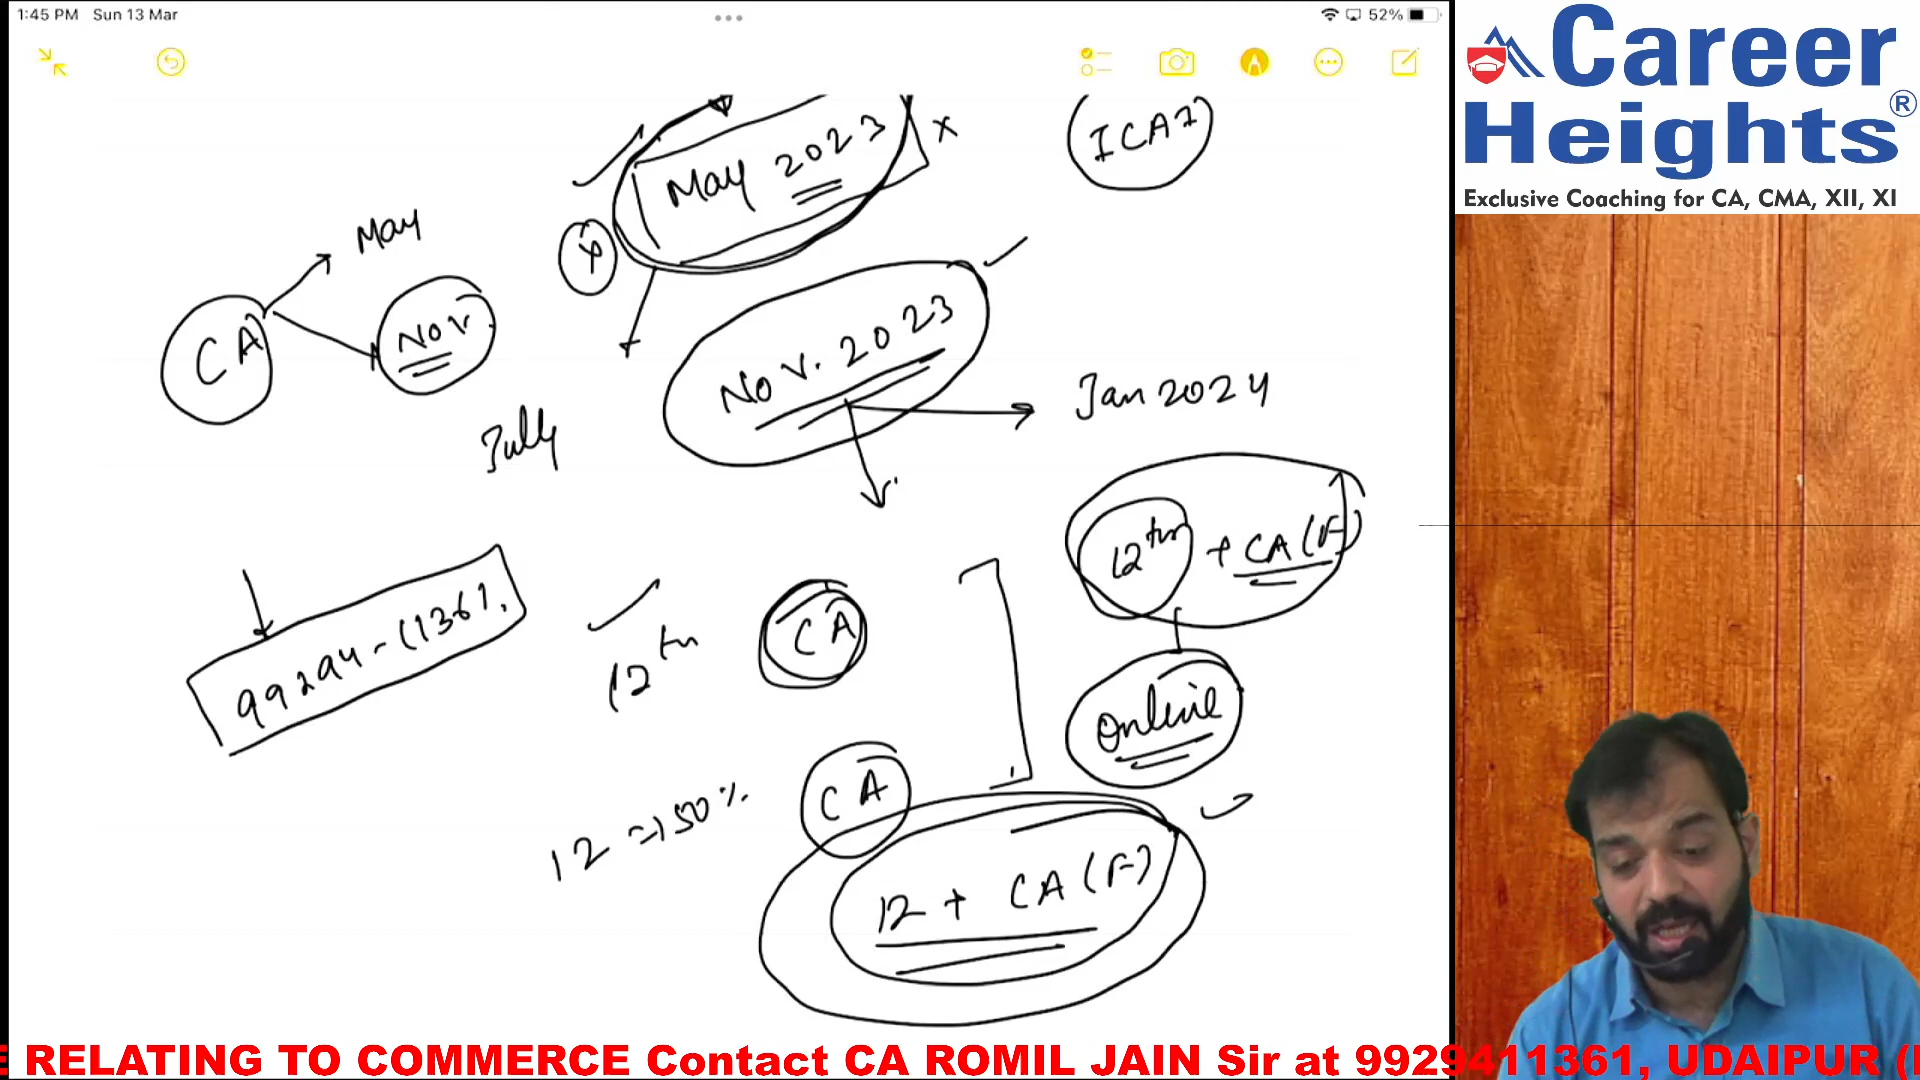 1:45 PM Sun 13 Mar
52%
Career
Heights®
Exclusive Coaching for CA, CMA, XII, XI
May 2023 x
ICAI
May
CA
Nov
Nov. 2023
Jan 2024
July
12th + CA (F)
99294-11361.
12th CA
Online
12 => 50% CA
12 + CA (F)
RELATING TO COMMERCE Contact CA ROMIL JAIN Sir at 9929411361, UDAIPUR (